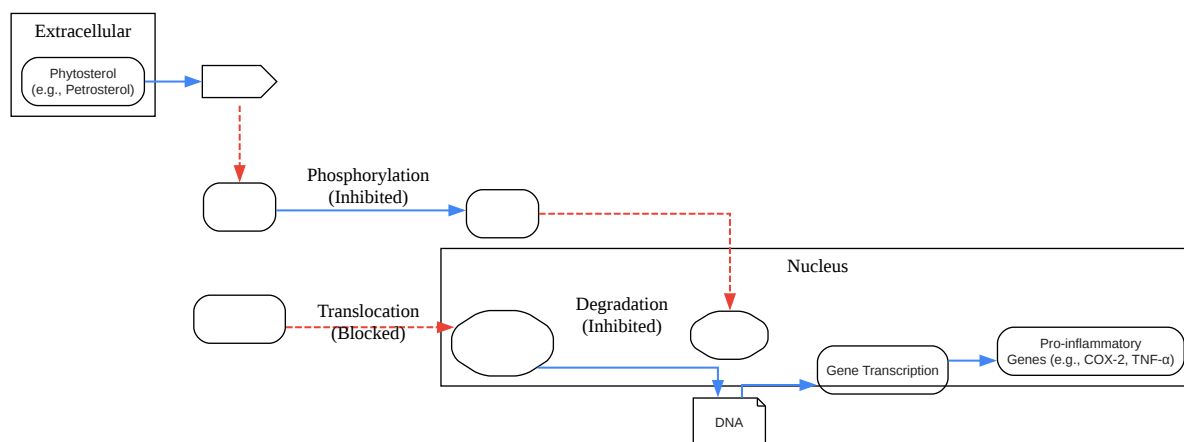 Extracellular
Phytosterol
(e.g., Petrosterol)
Phosphorylation
(Inhibited)
Nucleus
Translocation
(Blocked)
Degradation
(Inhibited)
Pro-inflammatory
Genes (e.g., COX-2, TNF-α)
Gene Transcription
DNA